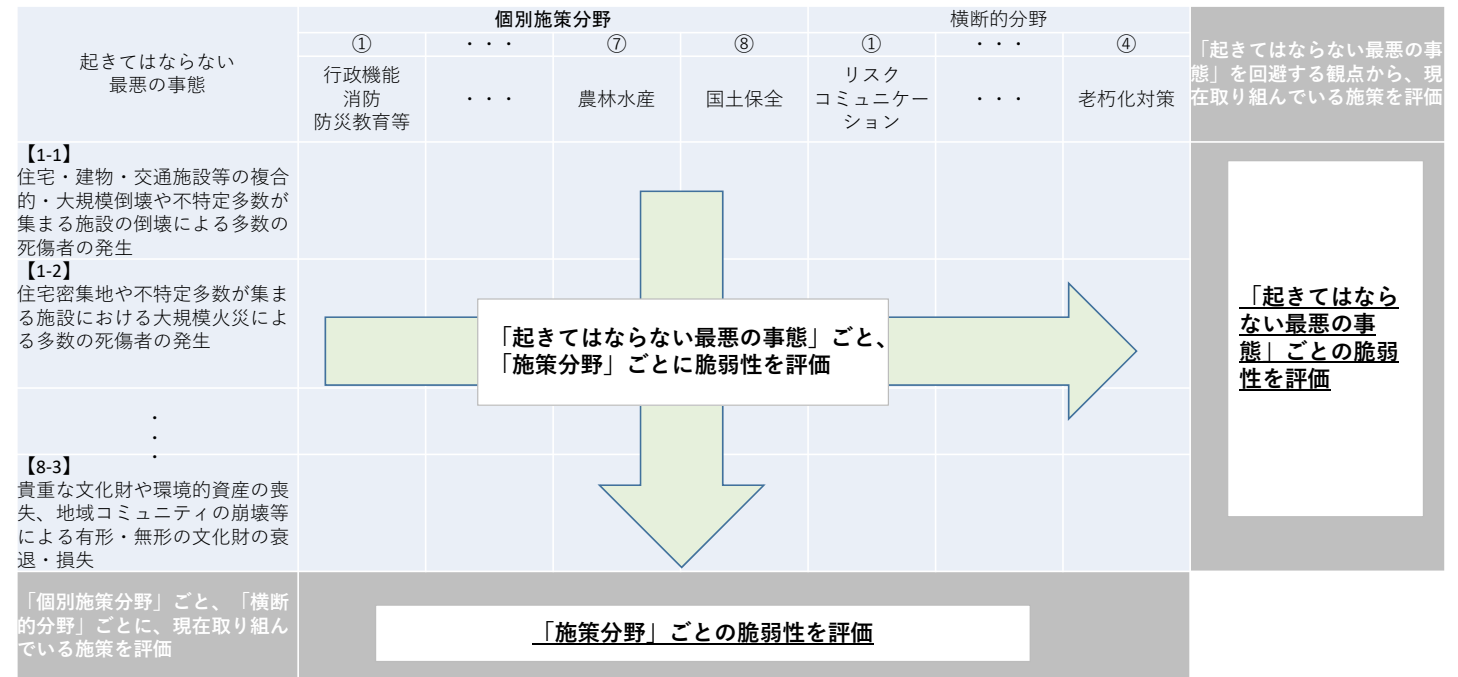 起きてはならない
最悪の事態
個別施策分野
横断的分野
①
・・・
⑦
⑧
①
・・・
④
行政機能
消防
防災教育等
・・・
農林水産
国土保全
リスク
コミュニケー
ション
・・・
老朽化対策
「起きてはならない最悪の事
態」を回避する観点から、現
在取り組んでいる施策を評価
【1-1】
住宅・建物・交通施設等の複合
的・大規模倒壊や不特定多数が
集まる施設の倒壊による多数の
死傷者の発生
【1-2】
住宅密集地や不特定多数が集ま
る施設における大規模火災によ
る多数の死傷者の発生
「起きてはならない最悪の事態」ごと、
「施策分野」ごとに脆弱性を評価
「起きてはなら
ない最悪の事
態」ごとの脆弱
性を評価
・
・
・
【8-3】
貴重な文化財や環境的資産の喪
失、地域コミュニティの崩壊等
による有形・無形の文化財の衰
退・損失
「個別施策分野」ごと、「横断
的分野」ごとに、現在取り組ん
でいる施策を評価
「施策分野」ごとの脆弱性を評価